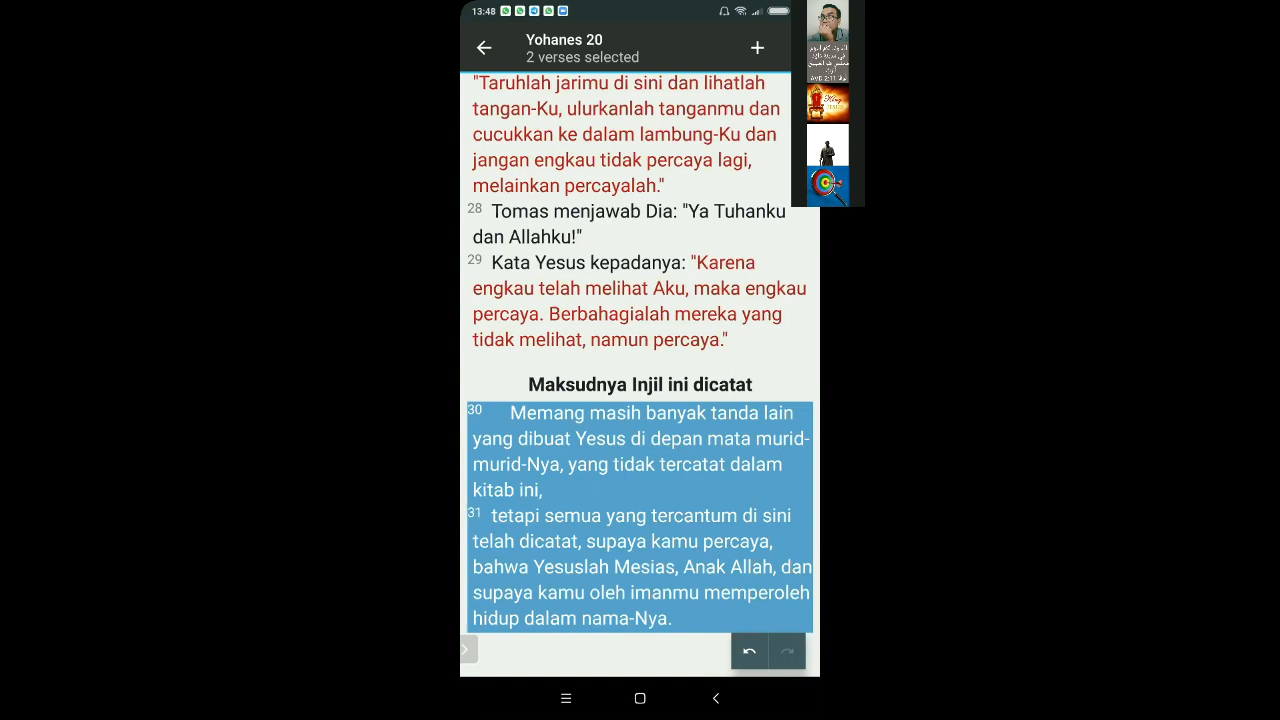 13:48
Yohanes 20
2 verses selected
"Taruhlah jarimu di sini dan lihatlah
tangan-Ku, ulurkanlah tanganmu dan
cucukkan ke dalam lambung-Ku dan
jangan engkau tidak percaya lagi,
melainkan percayalah."
28 Tomas menjawab Dia: "Ya Tuhanku
dan Allahku!"
29 Kata Yesus kepadanya: "Karena
engkau telah melihat Aku, maka engkau
percaya. Berbahagialah mereka yang
tidak melihat, namun percaya."
Maksudnya Injil ini dicatat
30 Memang masih banyak tanda lain
yang dibuat Yesus di depan mata murid-
murid-Nya, yang tidak tercatat dalam
kitab ini,
31 tetapi semua yang tercantum di sini
telah dicatat, supaya kamu percaya,
bahwa Yesuslah Mesias, Anak Allah, dan
supaya kamu oleh imanmu memperoleh
hidup dalam nama-Nya.
AVD 2:11
King
JESUS